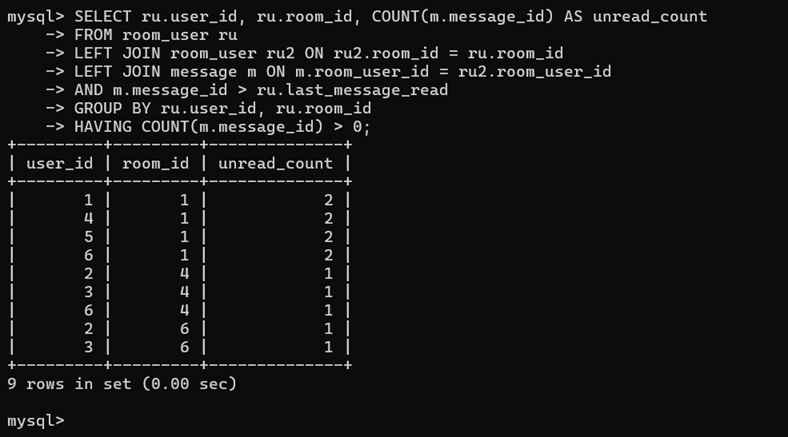 mysql> SELECT ru.user_id, ru.room_id, COUNT(m.message_id) AS unread_count
    -> FROM room_user ru
    -> LEFT JOIN room_user ru2 ON ru2.room_id = ru.room_id
    -> LEFT JOIN message m ON m.room_user_id = ru2.room_user_id
    -> AND m.message_id > ru.last_message_read
    -> GROUP BY ru.user_id, ru.room_id
    -> HAVING COUNT(m.message_id) > 0;
+---------+---------+--------------+
| user_id | room_id | unread_count |
+---------+---------+--------------+
|       1 |       1 |            2 |
|       4 |       1 |            2 |
|       5 |       1 |            2 |
|       6 |       1 |            2 |
|       2 |       4 |            1 |
|       3 |       4 |            1 |
|       6 |       4 |            1 |
|       2 |       6 |            1 |
|       3 |       6 |            1 |
+---------+---------+--------------+
9 rows in set (0.00 sec)

mysql>